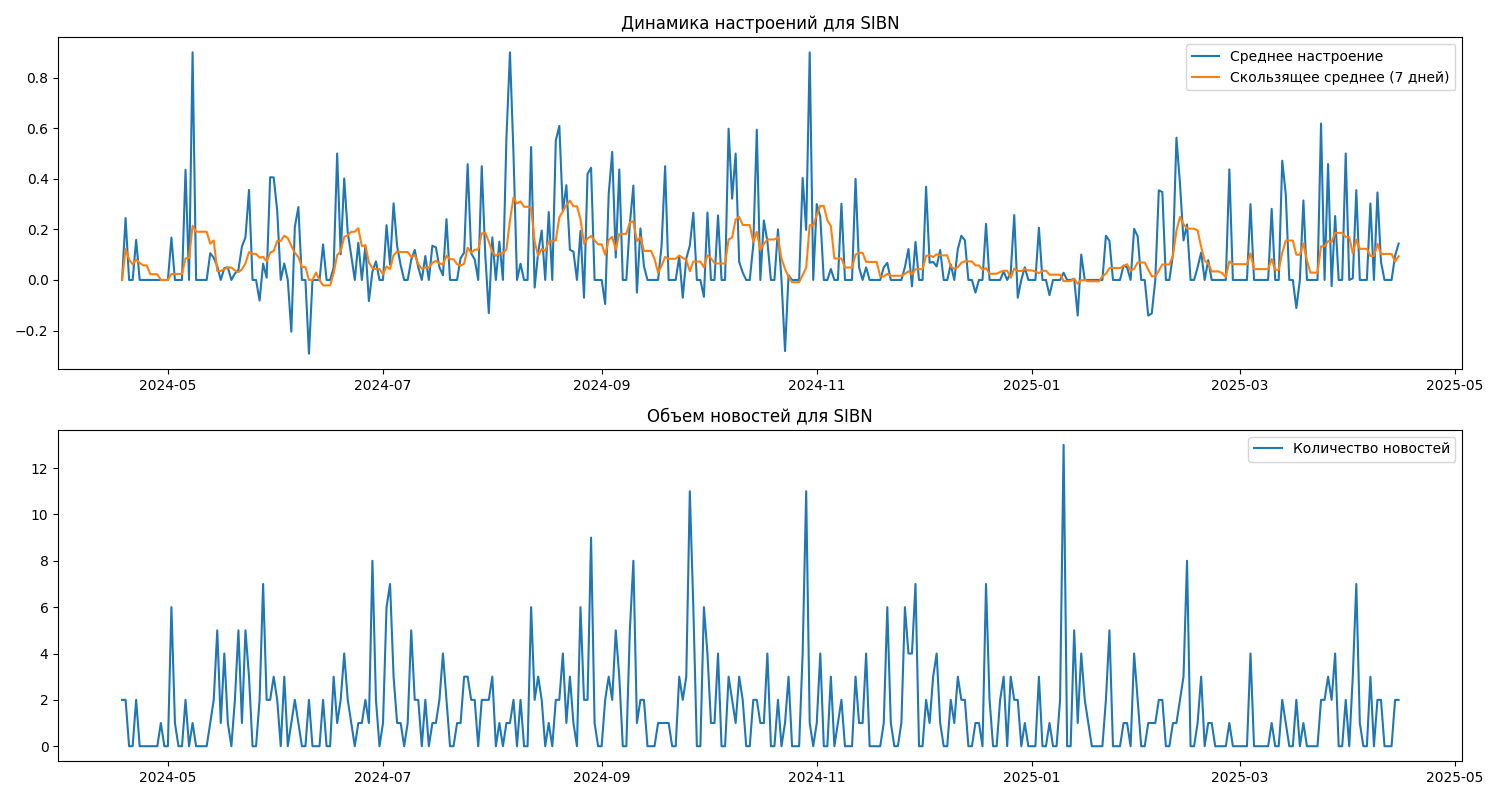 Динамика настроений для SIBN
Среднее настроение
Скользящее среднее (7 дней)
0.8
0.6
0.4
0.2
0.0
−0.2
2024-05 2024-07 2024-09 2024-11 2025-01 2025-03 2025-05
Объем новостей для SIBN
Количество новостей
12
10
8
6
4
2
0
2024-05 2024-07 2024-09 2024-11 2025-01 2025-03 2025-05